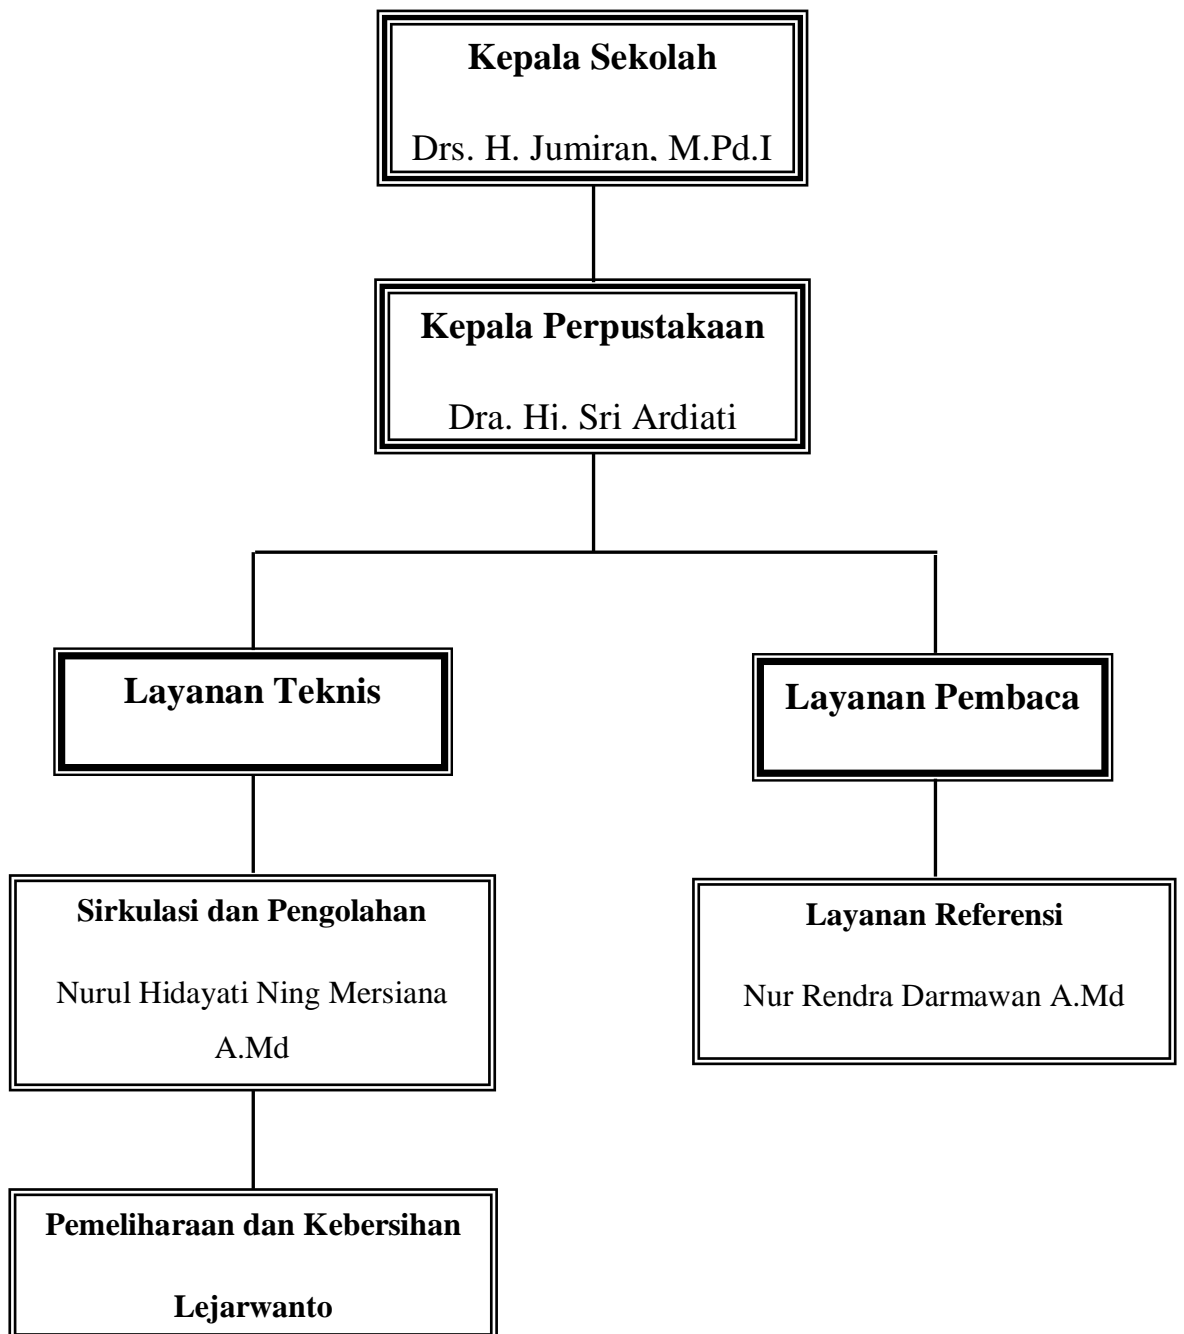 Kepala Sekolah
Drs. H. Jumiran, M.Pd.I
Kepala Perpustakaan
Dra. Hj. Sri Ardiati
Layanan Teknis
Layanan Pembaca
Sirkulasi dan Pengolahan
Nurul Hidayati Ning Mersiana
A.Md
Layanan Referensi
Nur Rendra Darmawan A.Md
Pemeliharaan dan Kebersihan
Lejarwanto